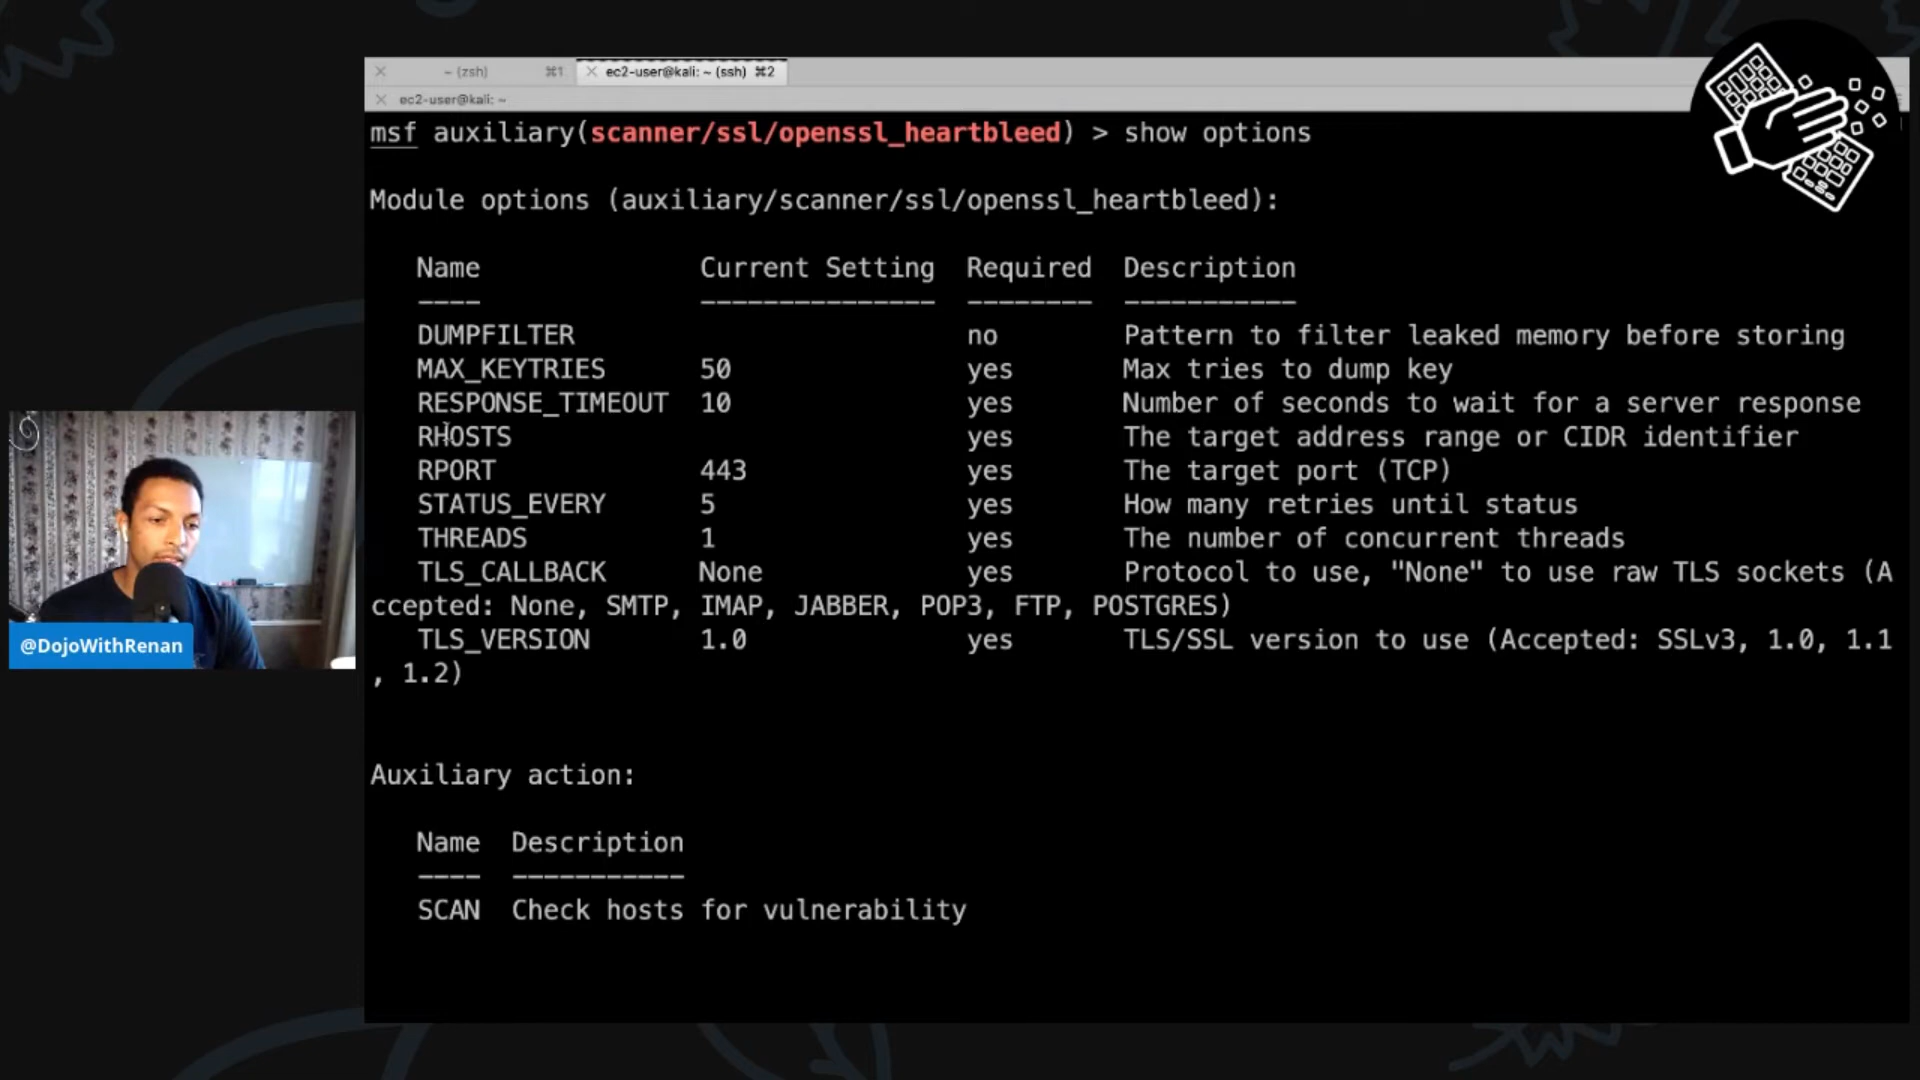 ~ (zsh) ⌘1 ec2-user@kali: ~ (ssh) ⌘2
ec2-user@kali: ~
msf auxiliary(scanner/ssl/openssl_heartbleed) > show options
Module options (auxiliary/scanner/ssl/openssl_heartbleed):
Name Current Setting Required Description
---- --------------- -------- -----------
DUMPFILTER no Pattern to filter leaked memory before storing
MAX_KEYTRIES 50 yes Max tries to dump key
RESPONSE_TIMEOUT 10 yes Number of seconds to wait for a server response
RHOSTS yes The target address range or CIDR identifier
RPORT 443 yes The target port (TCP)
STATUS_EVERY 5 yes How many retries until status
THREADS 1 yes The number of concurrent threads
TLS_CALLBACK None yes Protocol to use, "None" to use raw TLS sockets (A
ccepted: None, SMTP, IMAP, JABBER, POP3, FTP, POSTGRES)
TLS_VERSION 1.0 yes TLS/SSL version to use (Accepted: SSLv3, 1.0, 1.1
, 1.2)
Auxiliary action:
Name Description
---- -----------
SCAN Check hosts for vulnerability
@DojoWithRenan